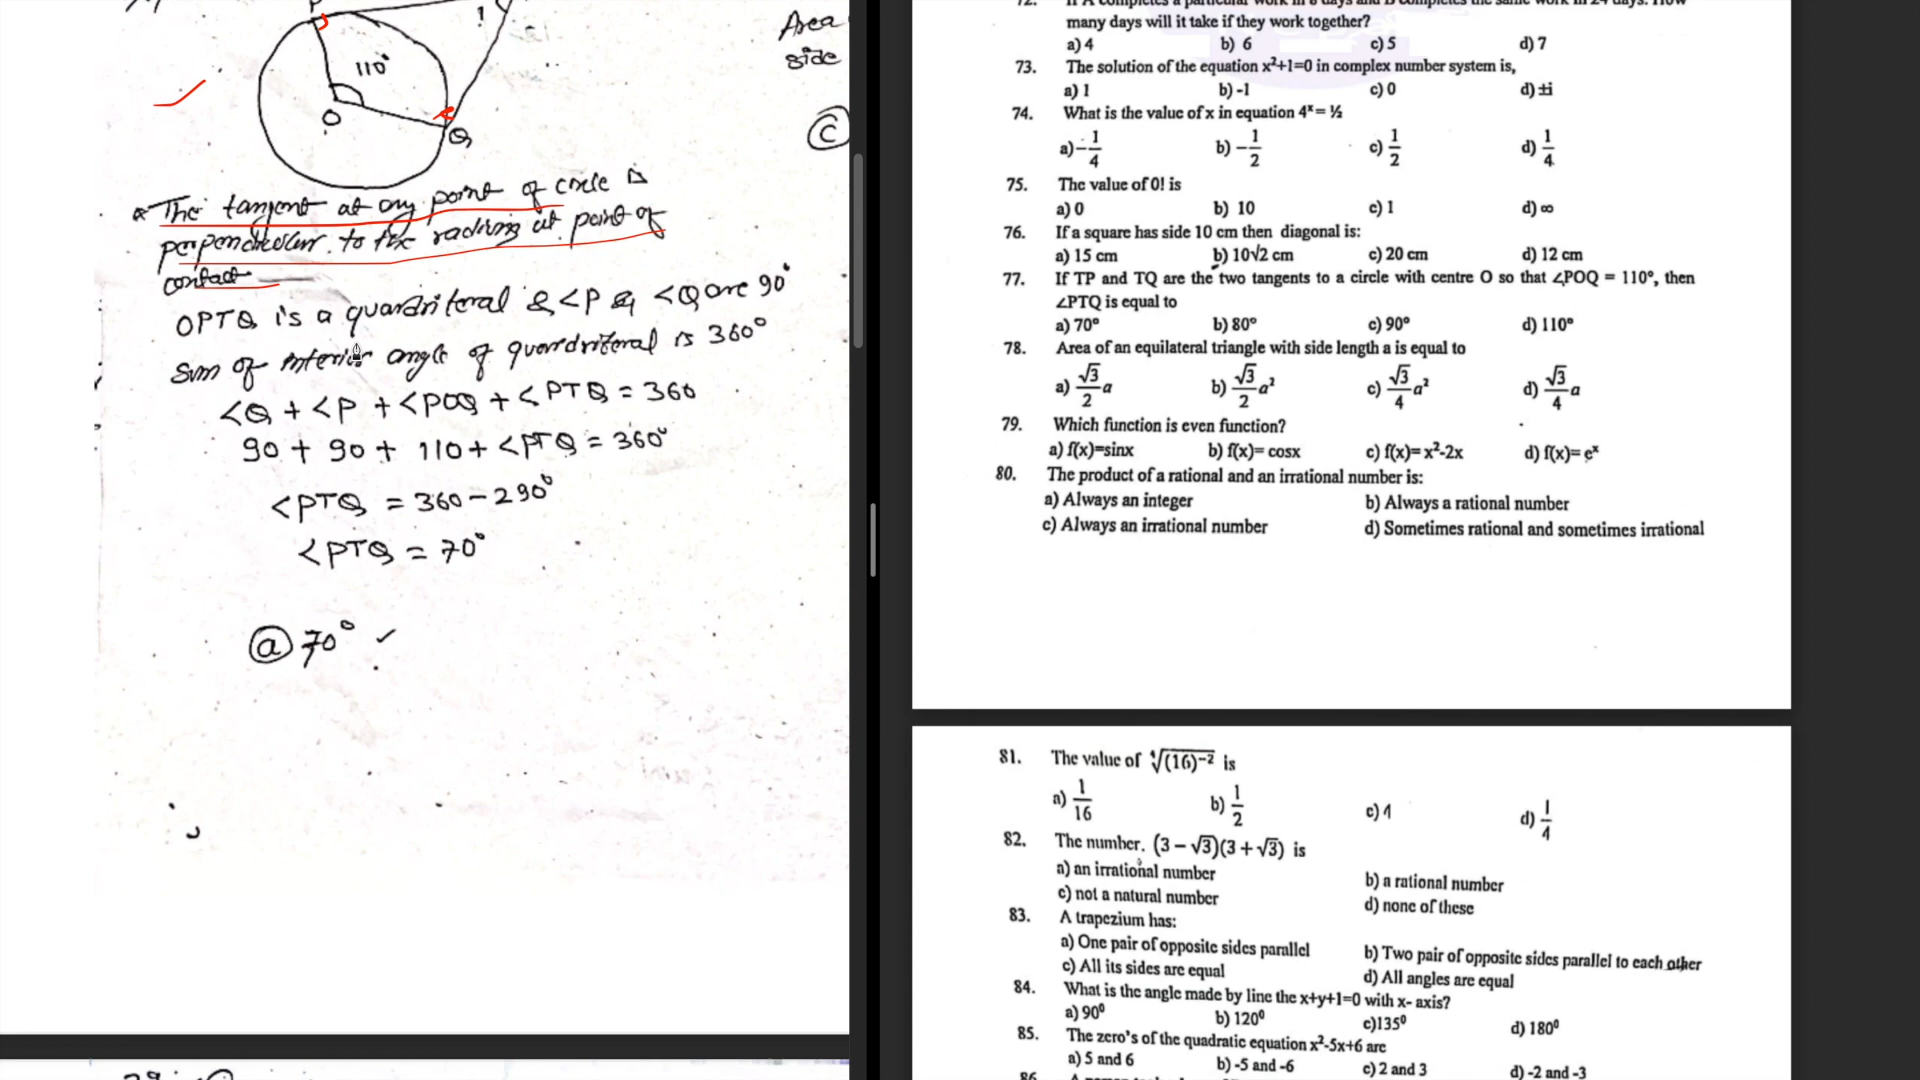 110°
O
Q
Area
side
C
* The tangent at any point of circle is
perpendicular to the radius at point of
contact
OPTQ is a quardriteral & <P & <Q are 90°
Sum of interior angle of quardriteral is 360°
<Q + <P + <POQ + <PTQ = 360
90 + 90 + 110 + <PTQ = 360°
<PTQ = 360 - 290°
<PTQ = 70°
a 70° ✓
many days will it take if they work together?
a) 4 b) 6 c) 5 d) 7
73. The solution of the equation x²+1=0 in complex number system is,
a) 1 b) -1 c) 0 d) ±i
74. What is the value of x in equation 4ˣ= ½
a) -1/4 b) -1/2 c) 1/2 d) 1/4
75. The value of 0! is
a) 0 b) 10 c) 1 d) ∞
76. If a square has side 10 cm then diagonal is:
a) 15 cm b) 10√2 cm c) 20 cm d) 12 cm
77. If TP and TQ are the two tangents to a circle with centre O so that ∠POQ = 110°, then
∠PTQ is equal to
a) 70° b) 80° c) 90° d) 110°
78. Area of an equilateral triangle with side length a is equal to
a) √3/2 a b) √3/2 a² c) √3/4 a² d) √3/4 a
79. Which function is even function?
a) f(x)=sinx b) f(x)= cosx c) f(x)= x²-2x d) f(x)= eˣ
80. The product of a rational and an irrational number is:
a) Always an integer b) Always a rational number
c) Always an irrational number d) Sometimes rational and sometimes irrational
81. The value of ⁴√(16)⁻² is
a) 1/16 b) 1/2 c) 4 d) 1/4
82. The number. (3 − √3)(3 + √3) is
a) an irrational number b) a rational number
c) not a natural number d) none of these
83. A trapezium has:
a) One pair of opposite sides parallel b) Two pair of opposite sides parallel to each other
c) All its sides are equal d) All angles are equal
84. What is the angle made by line the x+y+1=0 with x- axis?
a) 90⁰ b) 120⁰ c)135⁰ d) 180⁰
85. The zero's of the quadratic equation x²-5x+6 are
a) 5 and 6 b) -5 and -6 c) 2 and 3 d) -2 and -3